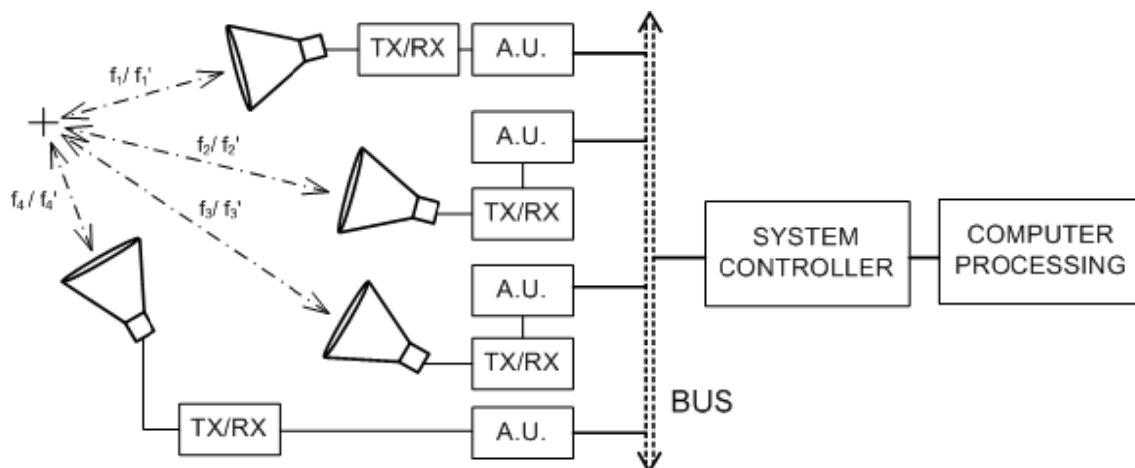 TX/RX
A.U.
f₁/ f₁'
A.U.
f₂/ f₂'
TX/RX
f₃/ f₃'
f₄/ f₄'
SYSTEM
CONTROLLER
COMPUTER
PROCESSING
A.U.
TX/RX
BUS
TX/RX
A.U.